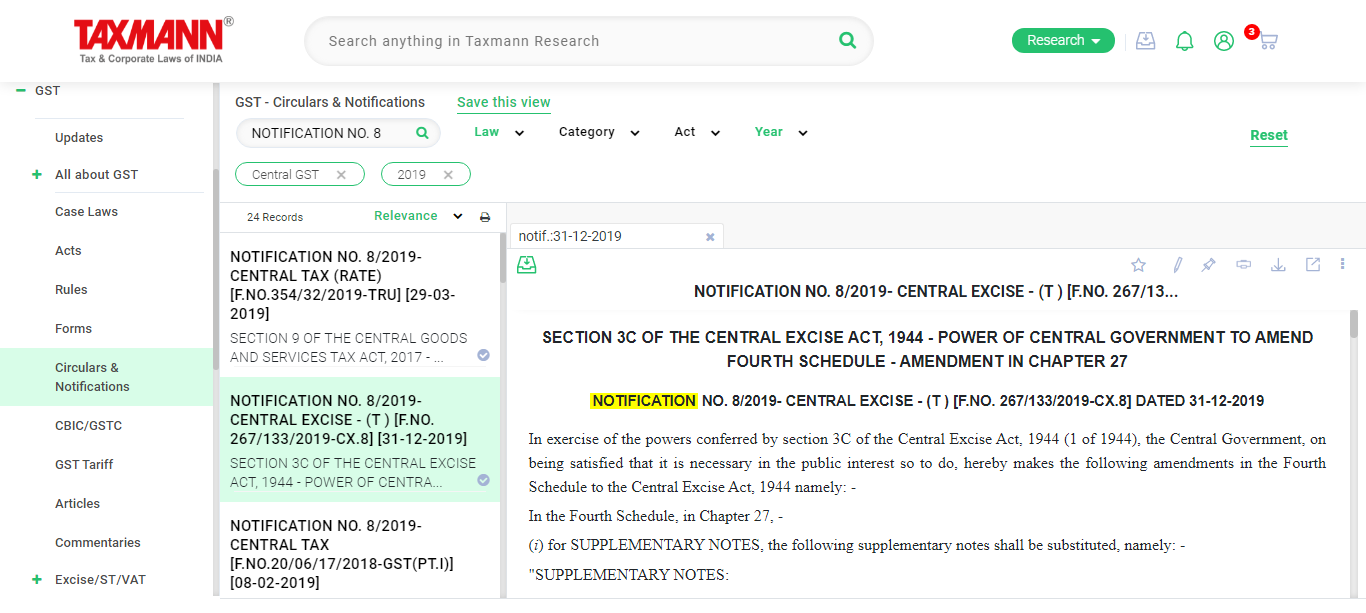 TAXMANN®
Tax & Corporate Laws of INDIA
Search anything in Taxmann Research
Research
3
GST
Updates
All about GST
Case Laws
Acts
Rules
Forms
Circulars &
Notifications
CBIC/GSTC
GST Tariff
Articles
Commentaries
Excise/ST/VAT
GST - Circulars & Notifications
Save this view
NOTIFICATION NO. 8
Law
Category
Act
Year
Reset
Central GST
2019
24 Records
Relevance
NOTIFICATION NO. 8/2019-
CENTRAL TAX (RATE)
[F.NO.354/32/2019-TRU] [29-03-
2019]
SECTION 9 OF THE CENTRAL GOODS
AND SERVICES TAX ACT, 2017 - ...
NOTIFICATION NO. 8/2019-
CENTRAL EXCISE - (T ) [F.NO.
267/133/2019-CX.8] [31-12-2019]
SECTION 3C OF THE CENTRAL EXCISE
ACT, 1944 - POWER OF CENTRA...
NOTIFICATION NO. 8/2019-
CENTRAL TAX
[F.NO.20/06/17/2018-GST(PT.I)]
[08-02-2019]
notif.:31-12-2019
NOTIFICATION NO. 8/2019- CENTRAL EXCISE - (T ) [F.NO. 267/13...
SECTION 3C OF THE CENTRAL EXCISE ACT, 1944 - POWER OF CENTRAL GOVERNMENT TO AMEND
FOURTH SCHEDULE - AMENDMENT IN CHAPTER 27
NOTIFICATION NO. 8/2019- CENTRAL EXCISE - (T ) [F.NO. 267/133/2019-CX.8] DATED 31-12-2019
In exercise of the powers conferred by section 3C of the Central Excise Act, 1944 (1 of 1944), the Central Government, on
being satisfied that it is necessary in the public interest so to do, hereby makes the following amendments in the Fourth
Schedule to the Central Excise Act, 1944 namely: -
In the Fourth Schedule, in Chapter 27, -
(i) for SUPPLEMENTARY NOTES, the following supplementary notes shall be substituted, namely: -
"SUPPLEMENTARY NOTES: